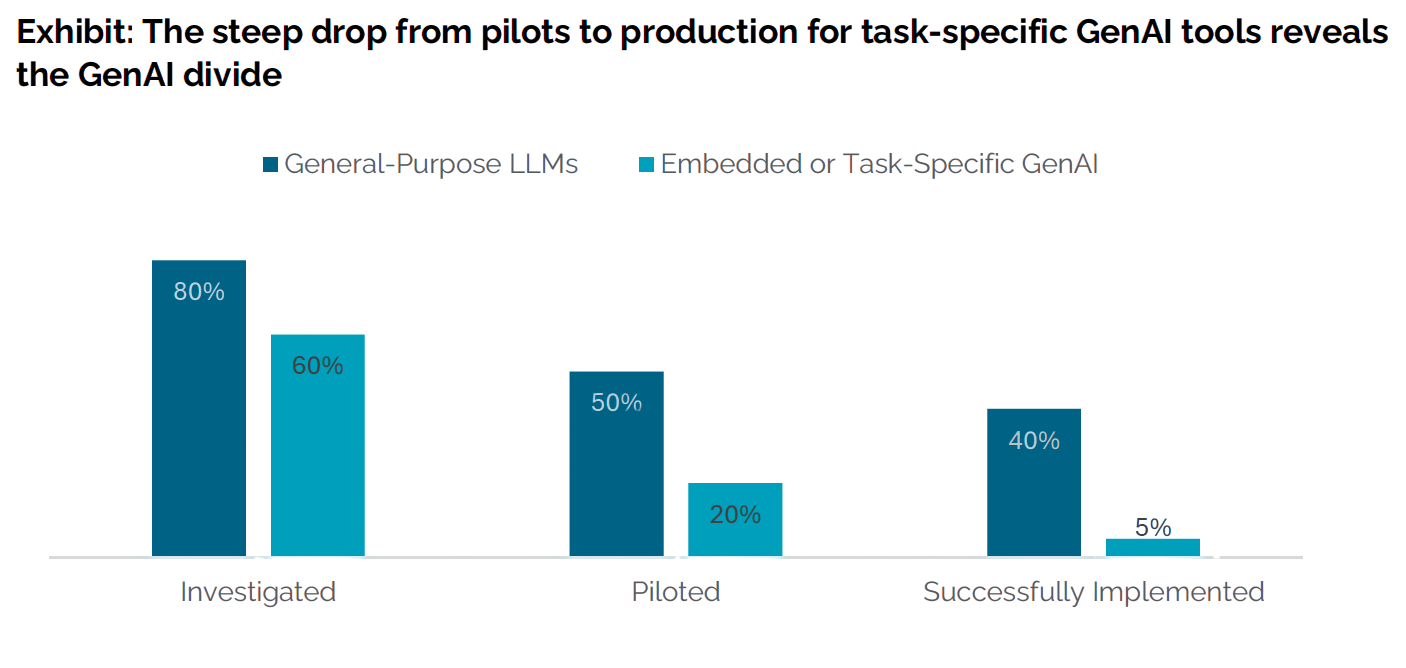 Exhibit: The steep drop from pilots to production for task-specific GenAI tools reveals
the GenAI divide
General-Purpose LLMs
Embedded or Task-Specific GenAI
80%
60%
50%
20%
40%
5%
Investigated
Piloted
Successfully Implemented